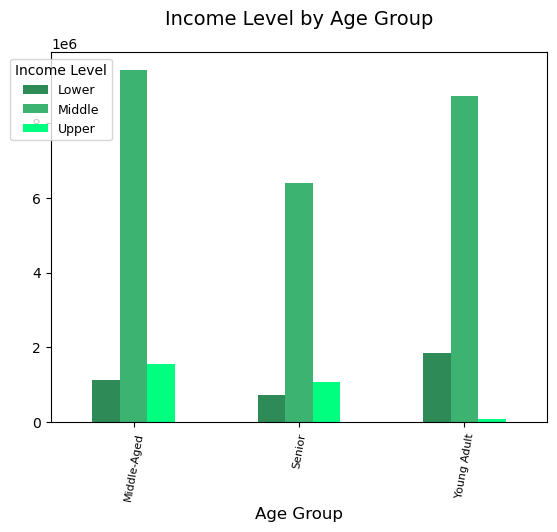 Income Level by Age Group
1e6
Income Level
Lower
Middle
Upper
8
6
4
2
0
Middle-Aged
Senior
Young Adult
Age Group